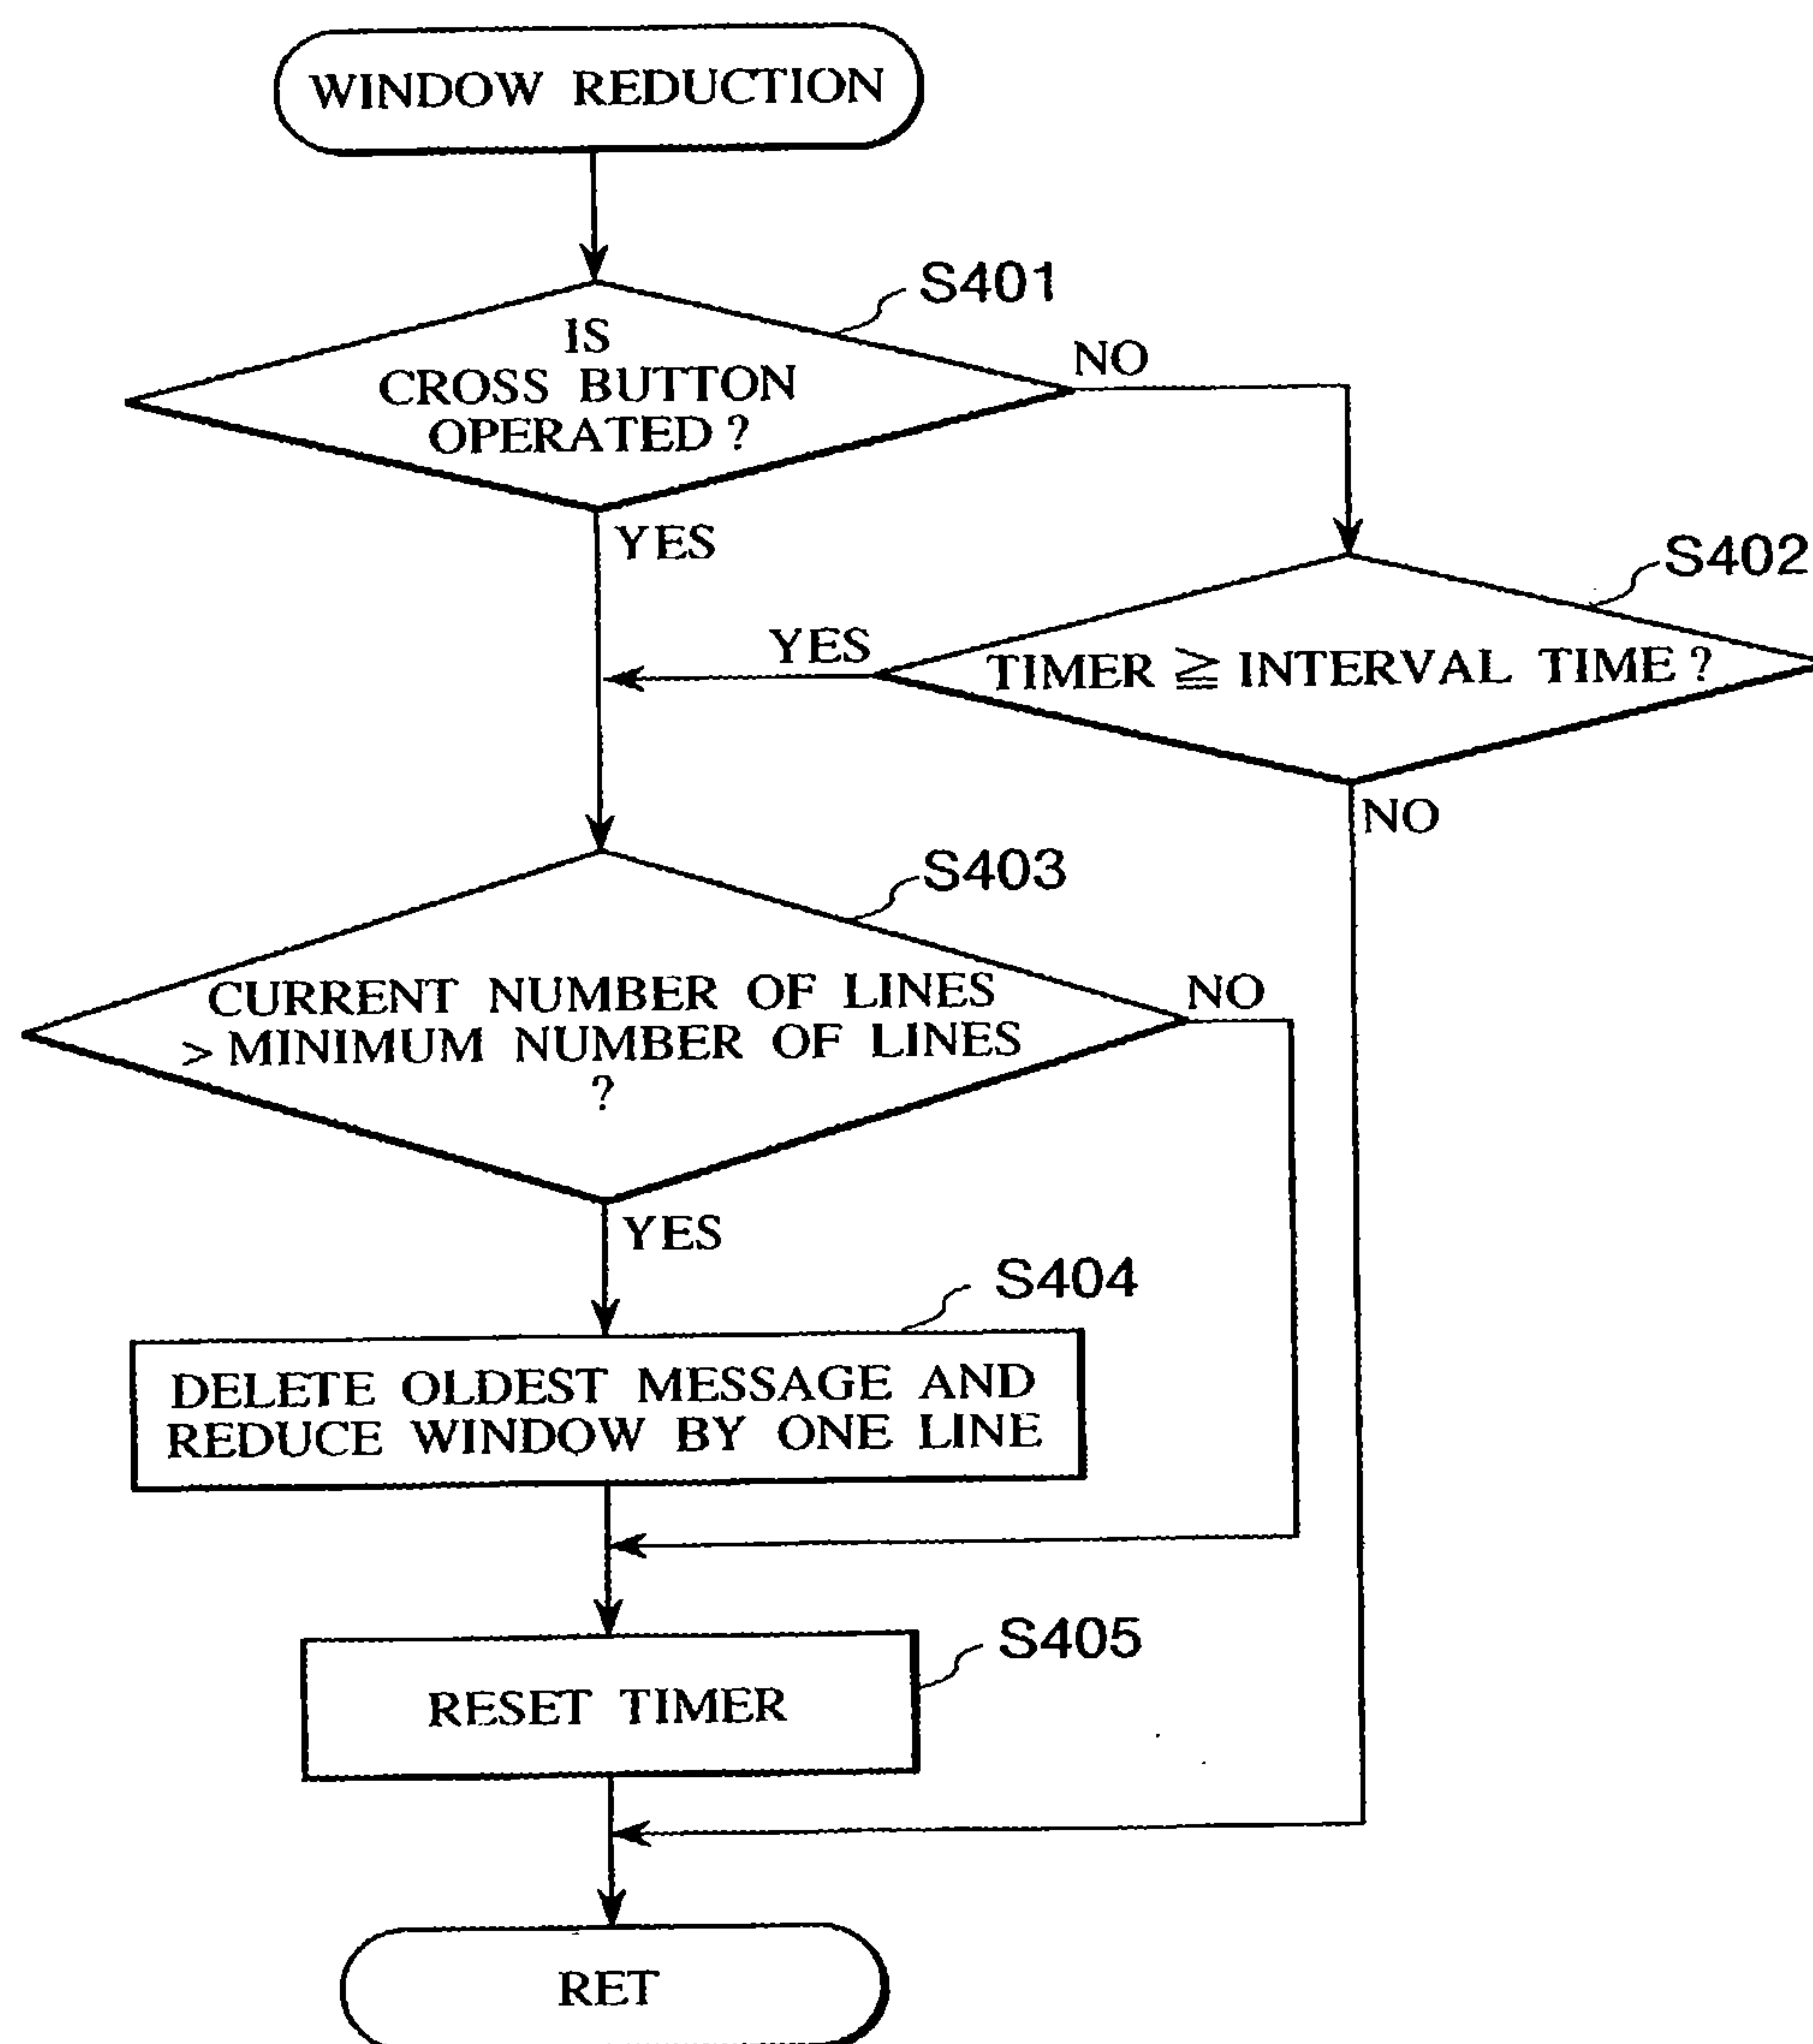 WINDOW REDUCTION
S401
IS
CROSS BUTTON
OPERATED ?
NO
YES
S402
YES
TIMER ≧ INTERVAL TIME ?
NO
S403
CURRENT NUMBER OF LINES
> MINIMUM NUMBER OF LINES
?
NO
YES
S404
DELETE OLDEST MESSAGE AND
REDUCE WINDOW BY ONE LINE
S405
RESET TIMER
RET